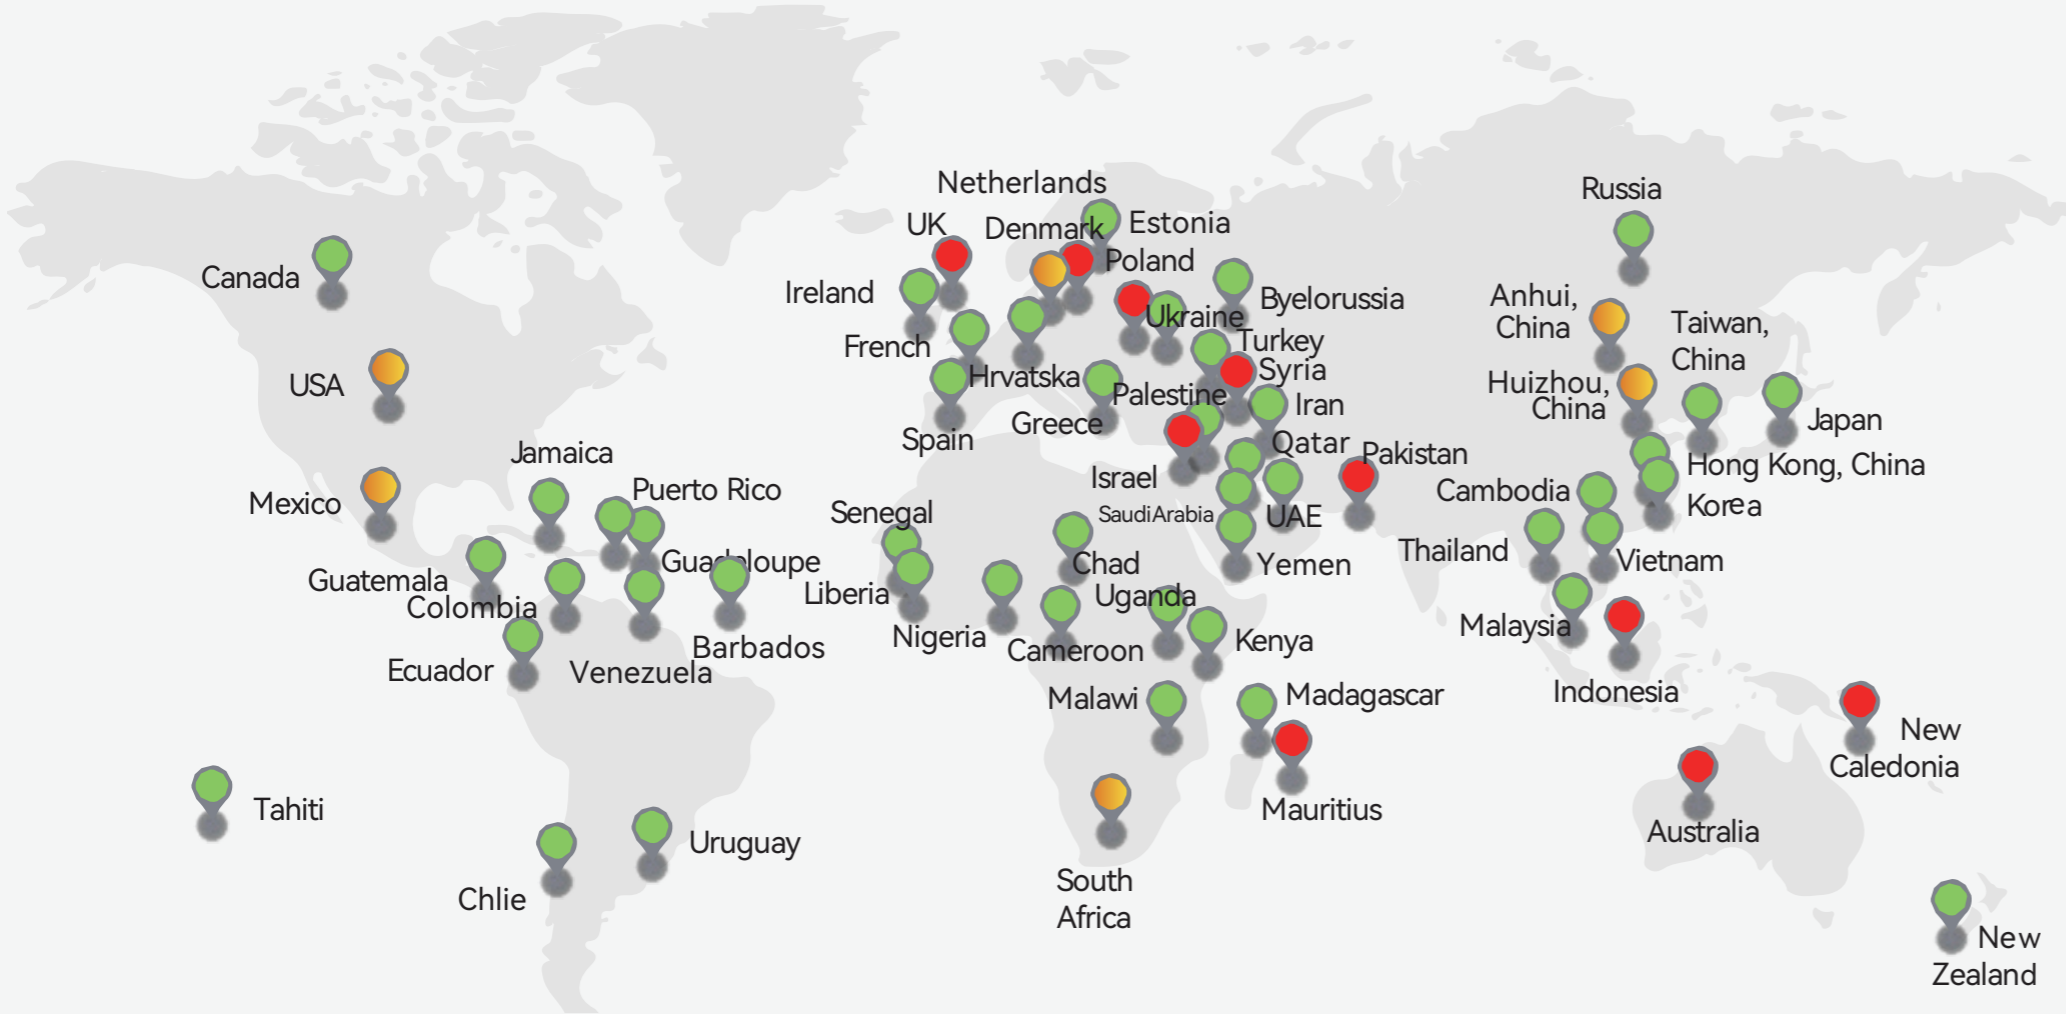 Netherlands
UK
Denmark
Estonia
Poland
Russia
Canada
Ireland
Byelorussia
Anhui,
China
Ukraine
Taiwan,
China
French
Turkey
Syria
USA
Hrvatska
Palestine
Huizhou,
China
Iran
Japan
Spain
Greece
Qatar
Pakistan
Jamaica
Israel
Hong Kong, China
Mexico
Puerto Rico
Cambodia
Korea
Senegal
SaudiArabia
UAE
Thailand
Vietnam
Guadeloupe
Chad
Yemen
Guatemala
Colombia
Liberia
Uganda
Nigeria
Cameroon
Kenya
Malaysia
Barbados
Ecuador
Venezuela
Malawi
Madagascar
Indonesia
New
Caledonia
Tahiti
Mauritius
Australia
Uruguay
South
Africa
Chlie
New
Zealand